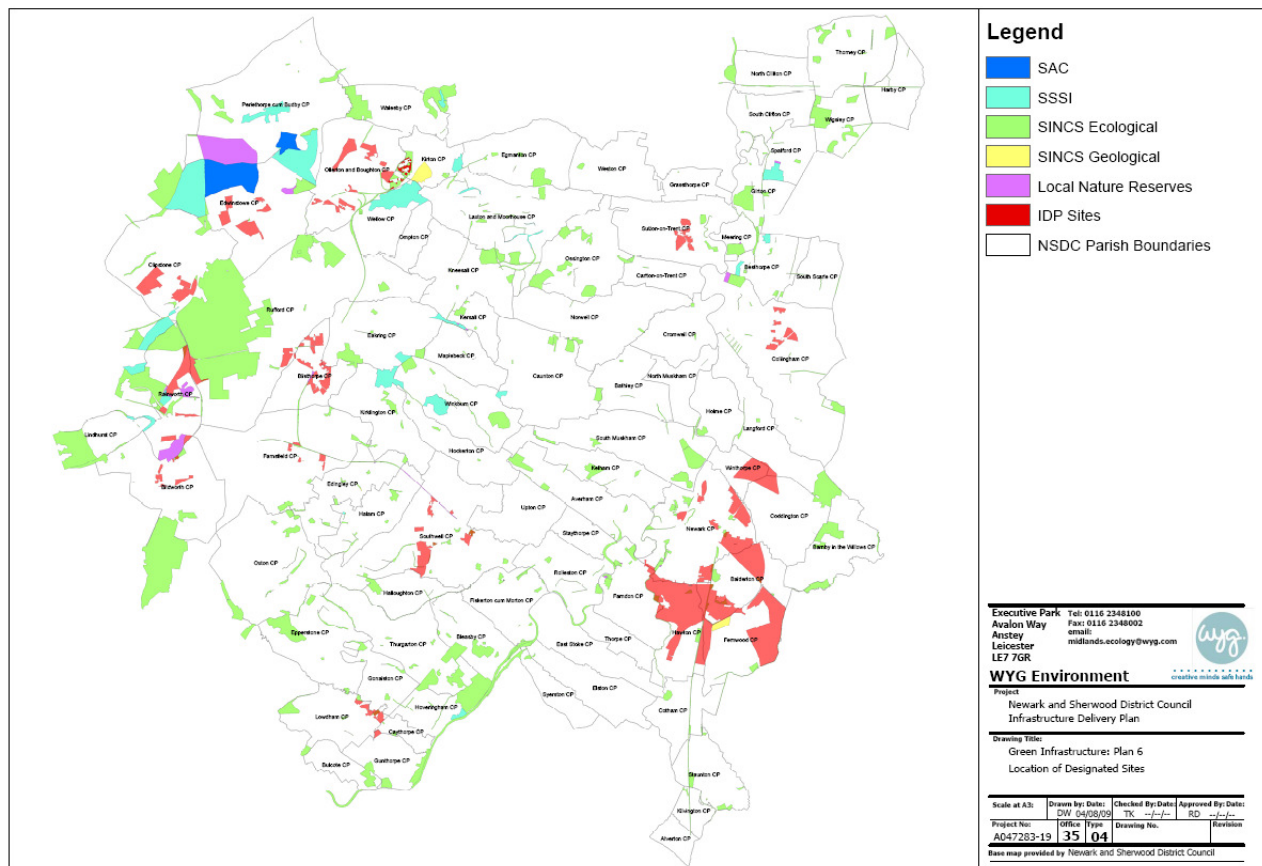 Thorney CP
North Clifton CP
Harby CP
Perlethorpe cum Budby CP
Walesby CP
South Clifton CP
Wigsley CP
Spalford CP
Kirton CP
Egmanton CP
Ollerton and Boughton CP
Weston CP
Grassthorpe CP
Girton CP
Edwinstowe CP
Wellow CP
Laxton and Moorhouse CP
Ompton CP
Sutton-on-Trent CP
Meering CP
Ossington CP
Clipstone CP
Kneesall CP
Besthorpe CP
Carlton-on-Trent CP
South Scarle CP
Rufford CP
Kersall CP
Norwell CP
Eakring CP
Cromwell CP
Maplebeck CP
Collingham CP
Bilsthorpe CP
Caunton CP
North Muskham CP
Bathley CP
Rainworth CP
Winkburn CP
Kirklington CP
Holme CP
Lindhurst CP
Langford CP
South Muskham CP
Hockerton CP
Farnsfield CP
Kelham CP
Winthorpe CP
Blidworth CP
Edingley CP
Averham CP
Halam CP
Upton CP
Coddington CP
Newark CP
Southwell CP
Staythorpe CP
Barnby in the Willows CP
Oxton CP
Rolleston CP
Balderton CP
Halloughton CP
Farndon CP
Fiskerton cum Morton CP
Epperstone CP
Hawton CP
Bleasby CP
Thurgarton CP
East Stoke CP
Thorpe CP
Fernwood CP
Gonalston CP
Elston CP
Syerston CP
Hoveringham CP
Cotham CP
Lowdham CP
Caythorpe CP
Gunthorpe CP
Bulcote CP
Staunton CP
Kilvington CP
Alverton CP
Legend
SAC
SSSI
SINCS Ecological
SINCS Geological
Local Nature Reserves
IDP Sites
NSDC Parish Boundaries
Executive Park Tel: 0116 2348100
Avalon Way Fax: 0116 2348002
Anstey email:
Leicester midlands.ecology@wyg.com
LE7 7GR
wyg.
WYG Environment creative minds safe hands
Project
Newark and Sherwood District Council
Infrastructure Delivery Plan
Drawing Title:
Green Infrastructure: Plan 6
Location of Designated Sites
Scale at A3: Drawn by: Date: Checked By: Date: Approved By: Date:
DW 04/08/09 TK --/--/-- RD --/--/--
Project No: Office Type Drawing No. Revision
A047283-19 35 04
Base map provided by Newark and Sherwood District Council